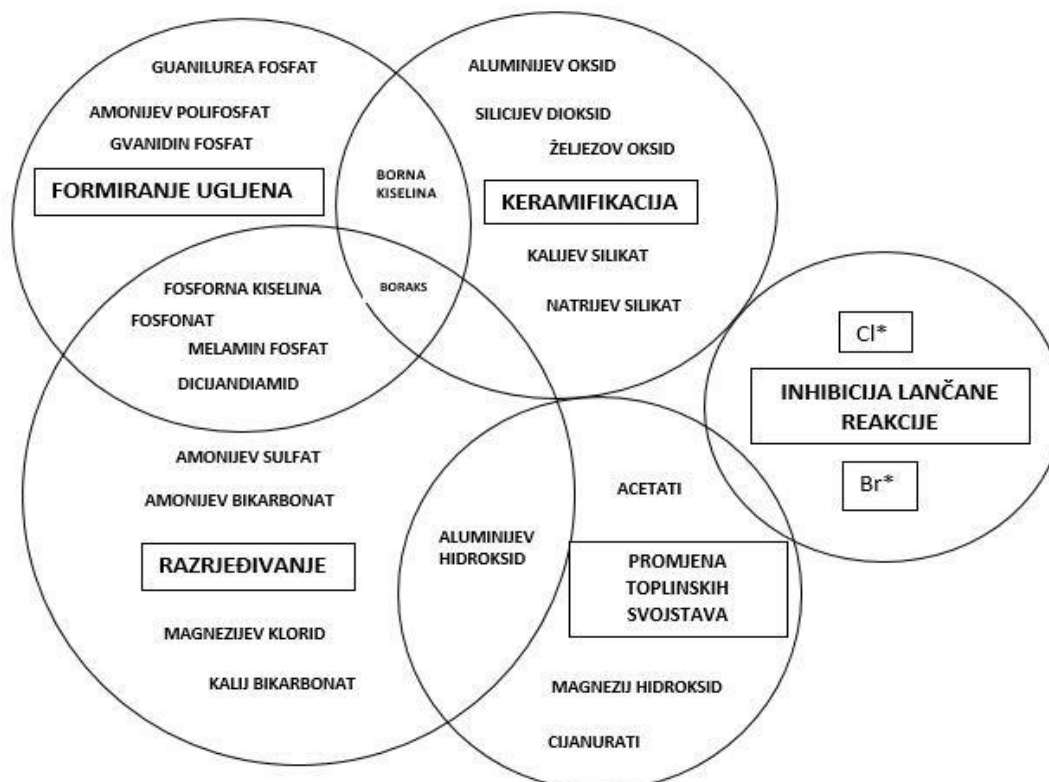 GUANILUREA FOSFAT
AMONIJEV POLIFOSFAT
GVANIDIN FOSFAT
FORMIRANJE UGLJENA
BORNA
KISELINA
ALUMINIJEV OKSID
SILICIJEV DIOKSID
ŽELJEZOV OKSID
KERAMIFIKACIJA
KALIJEV SILIKAT
NATRIJEV SILIKAT
BORAKS
FOSFORNA KISELINA
FOSFONAT
MELAMIN FOSFAT
DICIJANDIAMID
Cl*
INHIBICIJA LANČANE
REAKCIJE
Br*
AMONIJEV SULFAT
AMONIJEV BIKARBONAT
RAZRJEĐIVANJE
MAGNEZIJEV KLORID
KALIJ BIKARBONAT
ALUMINIJEV
HIDROKSID
ACETATI
PROMJENA
TOPLINSKIH
SVOJSTAVA
MAGNEZIJ HIDROKSID
CIJANURATI